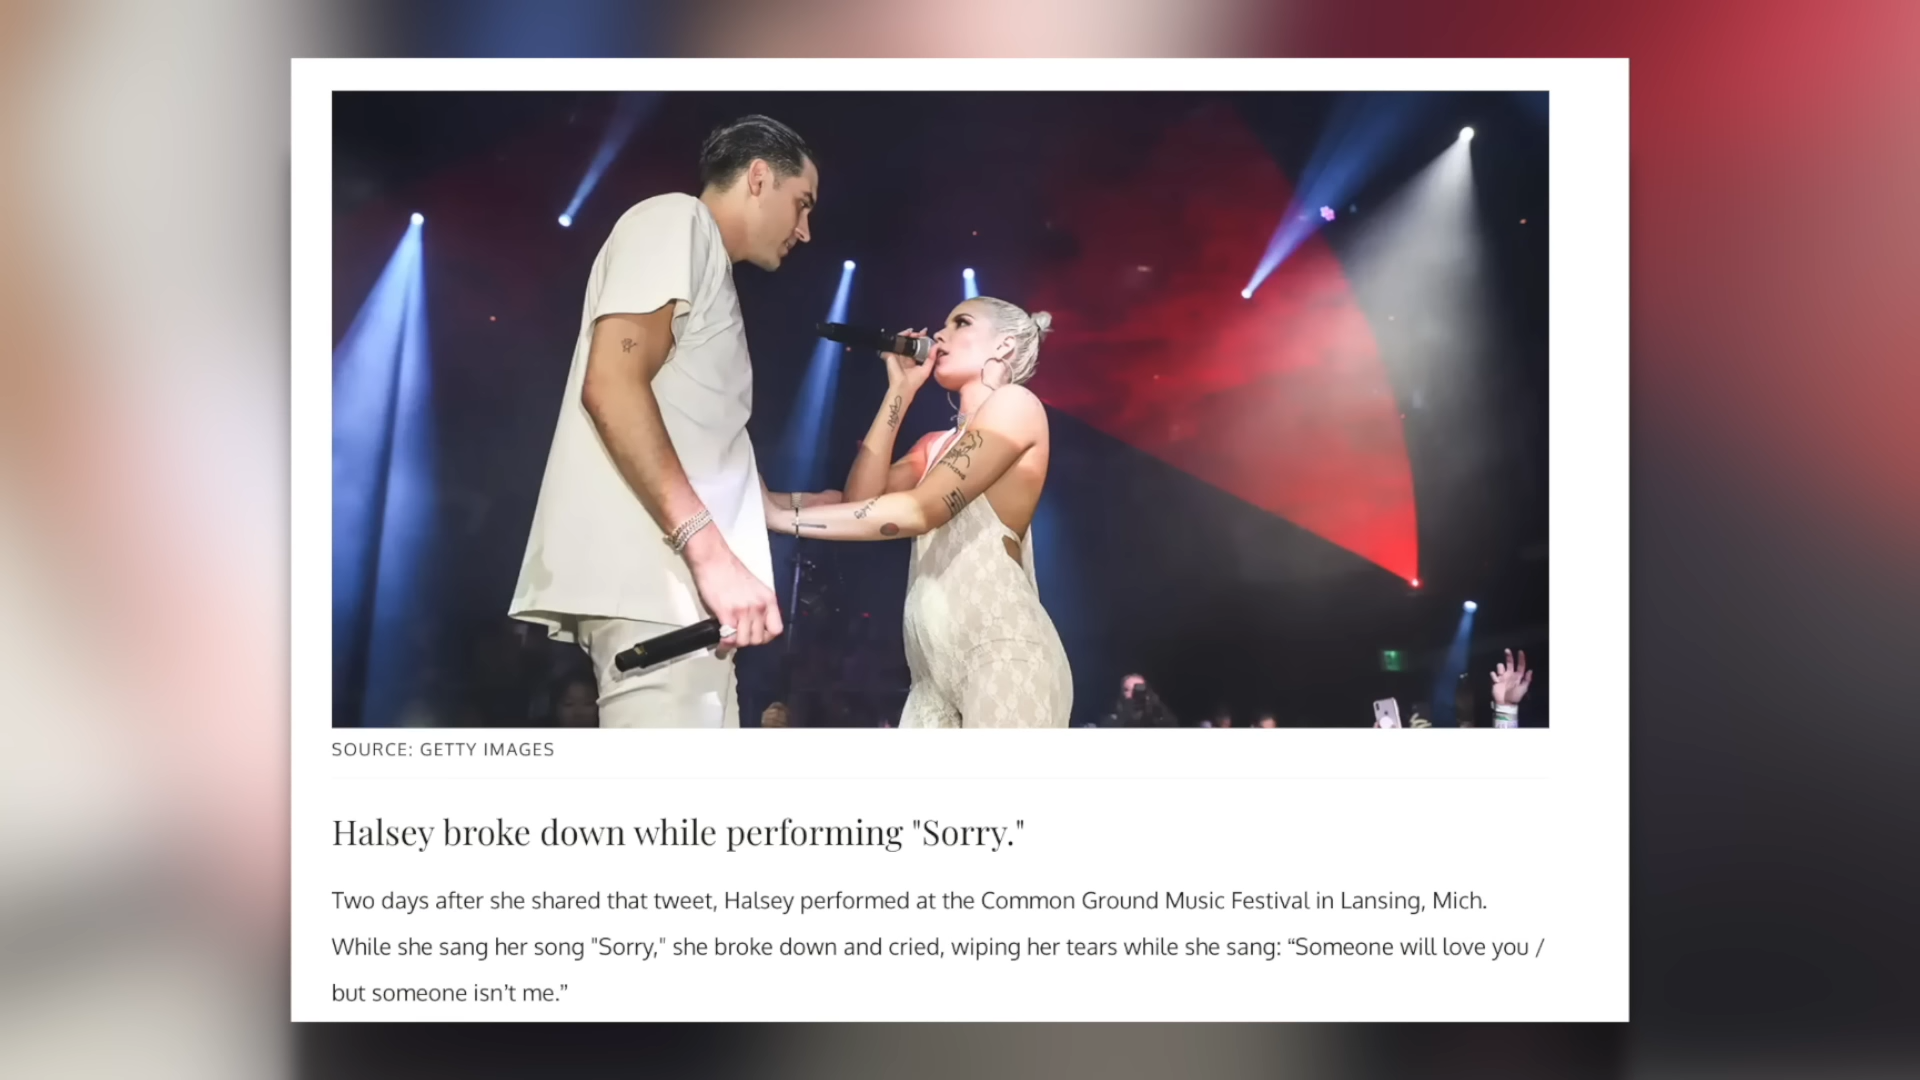 SOURCE: GETTY IMAGES
Halsey broke down while performing "Sorry."
Two days after she shared that tweet, Halsey performed at the Common Ground Music Festival in Lansing, Mich.
While she sang her song "Sorry," she broke down and cried, wiping her tears while she sang: “Someone will love you /
but someone isn’t me.”